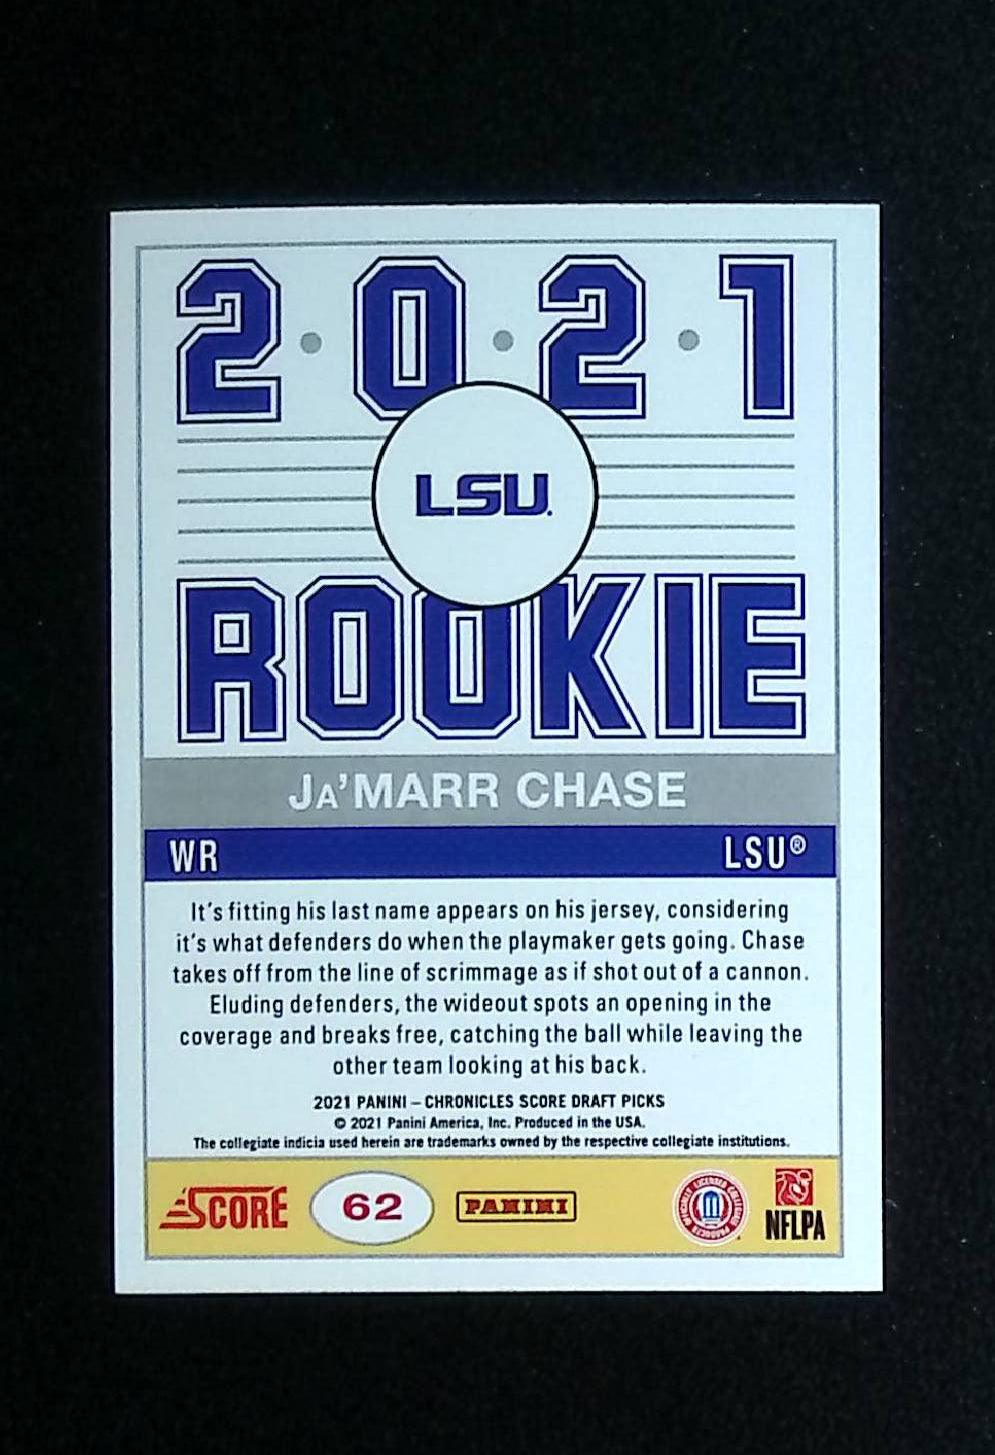 2·0·2·1
LSU
ROOKIE
JA'MARR CHASE
WR LSU®
It's fitting his last name appears on his jersey, considering
it's what defenders do when the playmaker gets going. Chase
takes off from the line of scrimmage as if shot out of a cannon.
Eluding defenders, the wideout spots an opening in the
coverage and breaks free, catching the ball while leaving the
other team looking at his back.
2021 PANINI – CHRONICLES SCORE DRAFT PICKS
© 2021 Panini America, Inc. Produced in the USA.
The collegiate indicia used herein are trademarks owned by the respective collegiate institutions.
SCORE 62 PANINI NFLPA